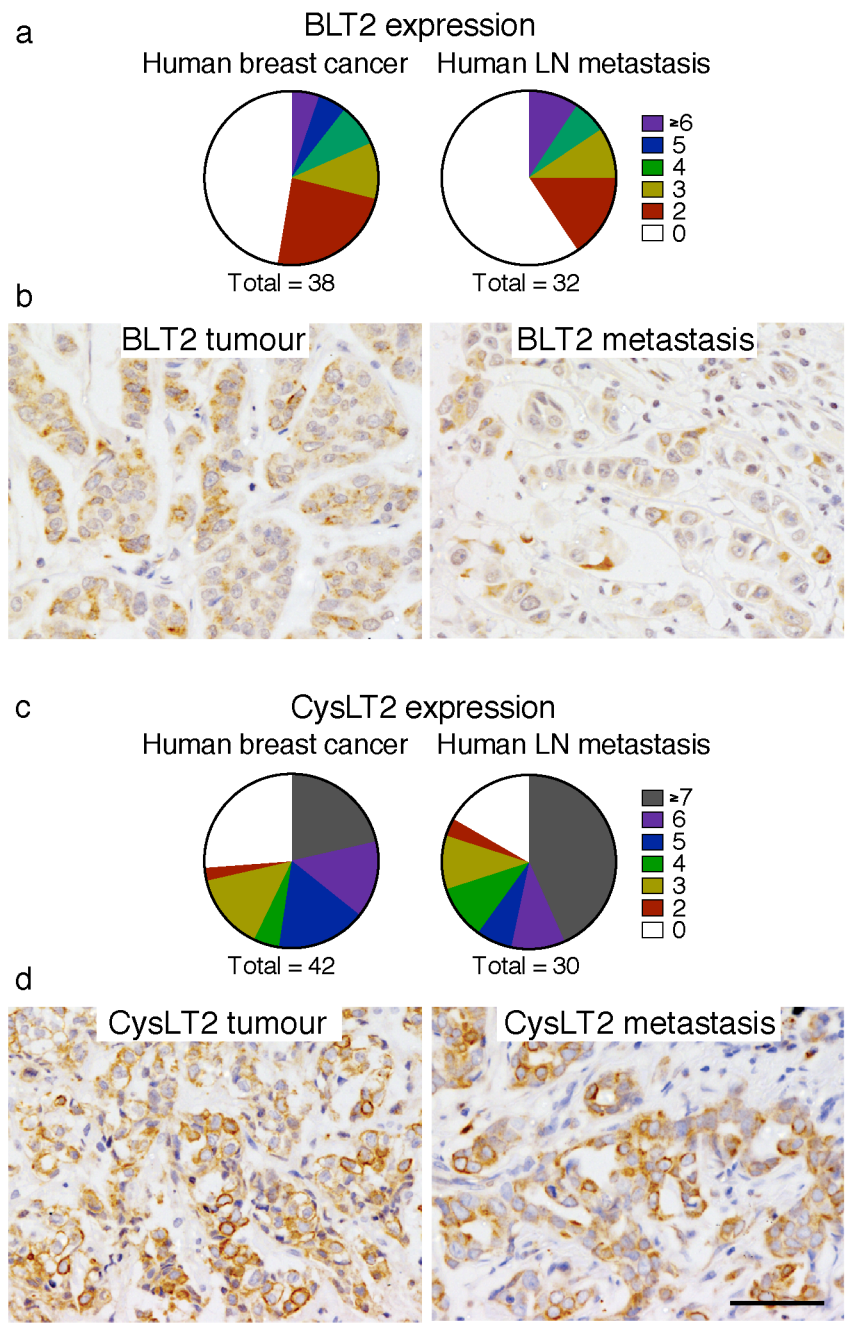 a
BLT2 expression
Human breast cancer
Human LN metastasis
≥6
5
4
3
2
0
Total = 38
Total = 32
b
BLT2 tumour
BLT2 metastasis
c
CysLT2 expression
Human breast cancer
Human LN metastasis
≥7
6
5
4
3
2
0
Total = 42
Total = 30
d
CysLT2 tumour
CysLT2 metastasis